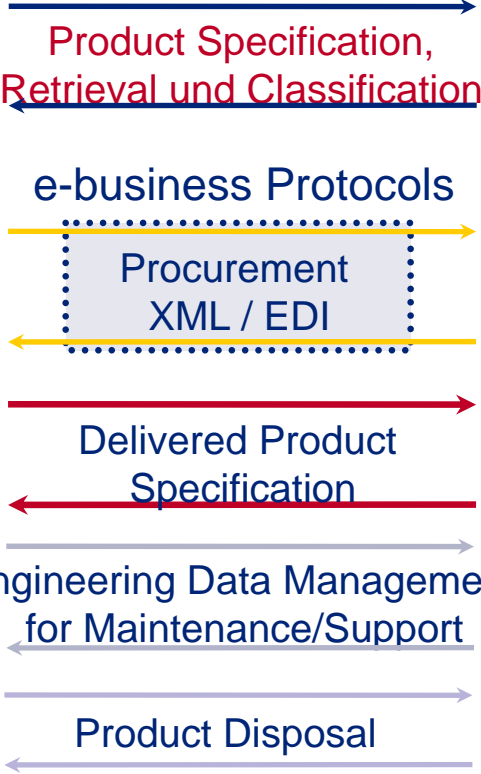 Product Specification,
Retrieval und Classification
e-business Protocols
Procurement
XML / EDI
Delivered Product
Specification
ngineering Data Manageme
for Maintenance/Support
Product Disposal